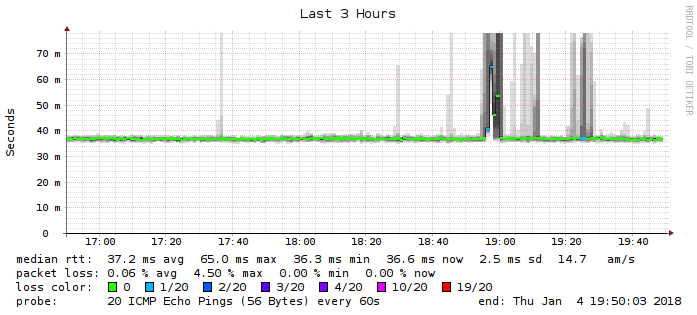 Last 3 Hours
RRDTOOL / TOBI OETIKER
Seconds
70 m
60 m
50 m
40 m
30 m
20 m
10 m
0
17:00 17:20 17:40 18:00 18:20 18:40 19:00 19:20 19:40
median rtt: 37.2 ms avg 65.0 ms max 36.3 ms min 36.6 ms now 2.5 ms sd 14.7 am/s
packet loss: 0.06 % avg 4.50 % max 0.00 % min 0.00 % now
loss color: 0 1/20 2/20 3/20 4/20 10/20 19/20
probe: 20 ICMP Echo Pings (56 Bytes) every 60s end: Thu Jan 4 19:50:03 2018